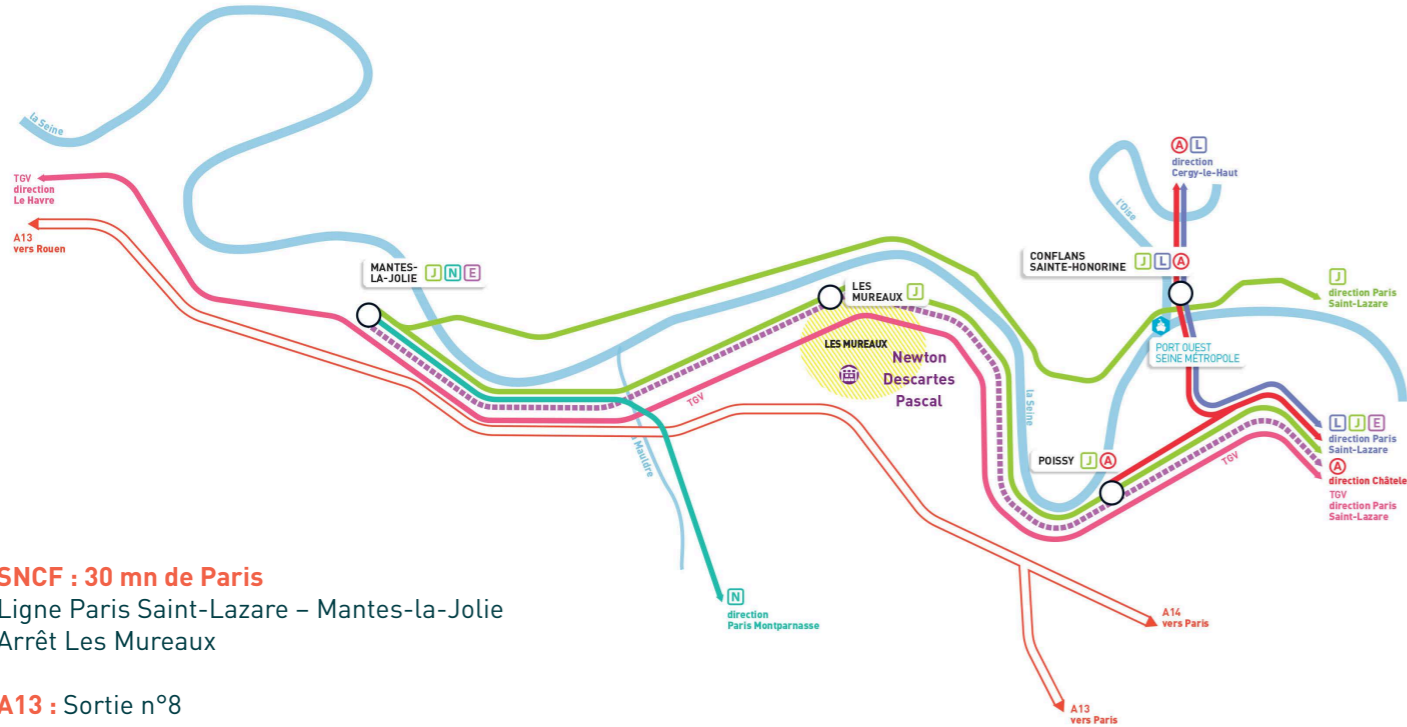 la Seine
TGV
direction
Le Havre
A13
vers Rouen
MANTES-
LA-JOLIE J N E
LES
MUREAUX J
LES MUREAUX
Newton
Descartes
Pascal
TGV
Mauldre
la Seine
l'Oise
A L
direction
Cergy-le-Haut
CONFLANS
SAINTE-HONORINE J L A
J
direction Paris
Saint-Lazare
PORT OUEST
SEINE MÉTROPOLE
POISSY J A
TGV
L J E
direction Paris
Saint-Lazare
A
direction Châtele
TGV
direction Paris
Saint-Lazare
N
direction
Paris Montparnasse
A14
vers Paris
A13
vers Paris
SNCF : 30 mn de Paris
Ligne Paris Saint-Lazare – Mantes-la-Jolie
Arrêt Les Mureaux
A13 : Sortie n°8